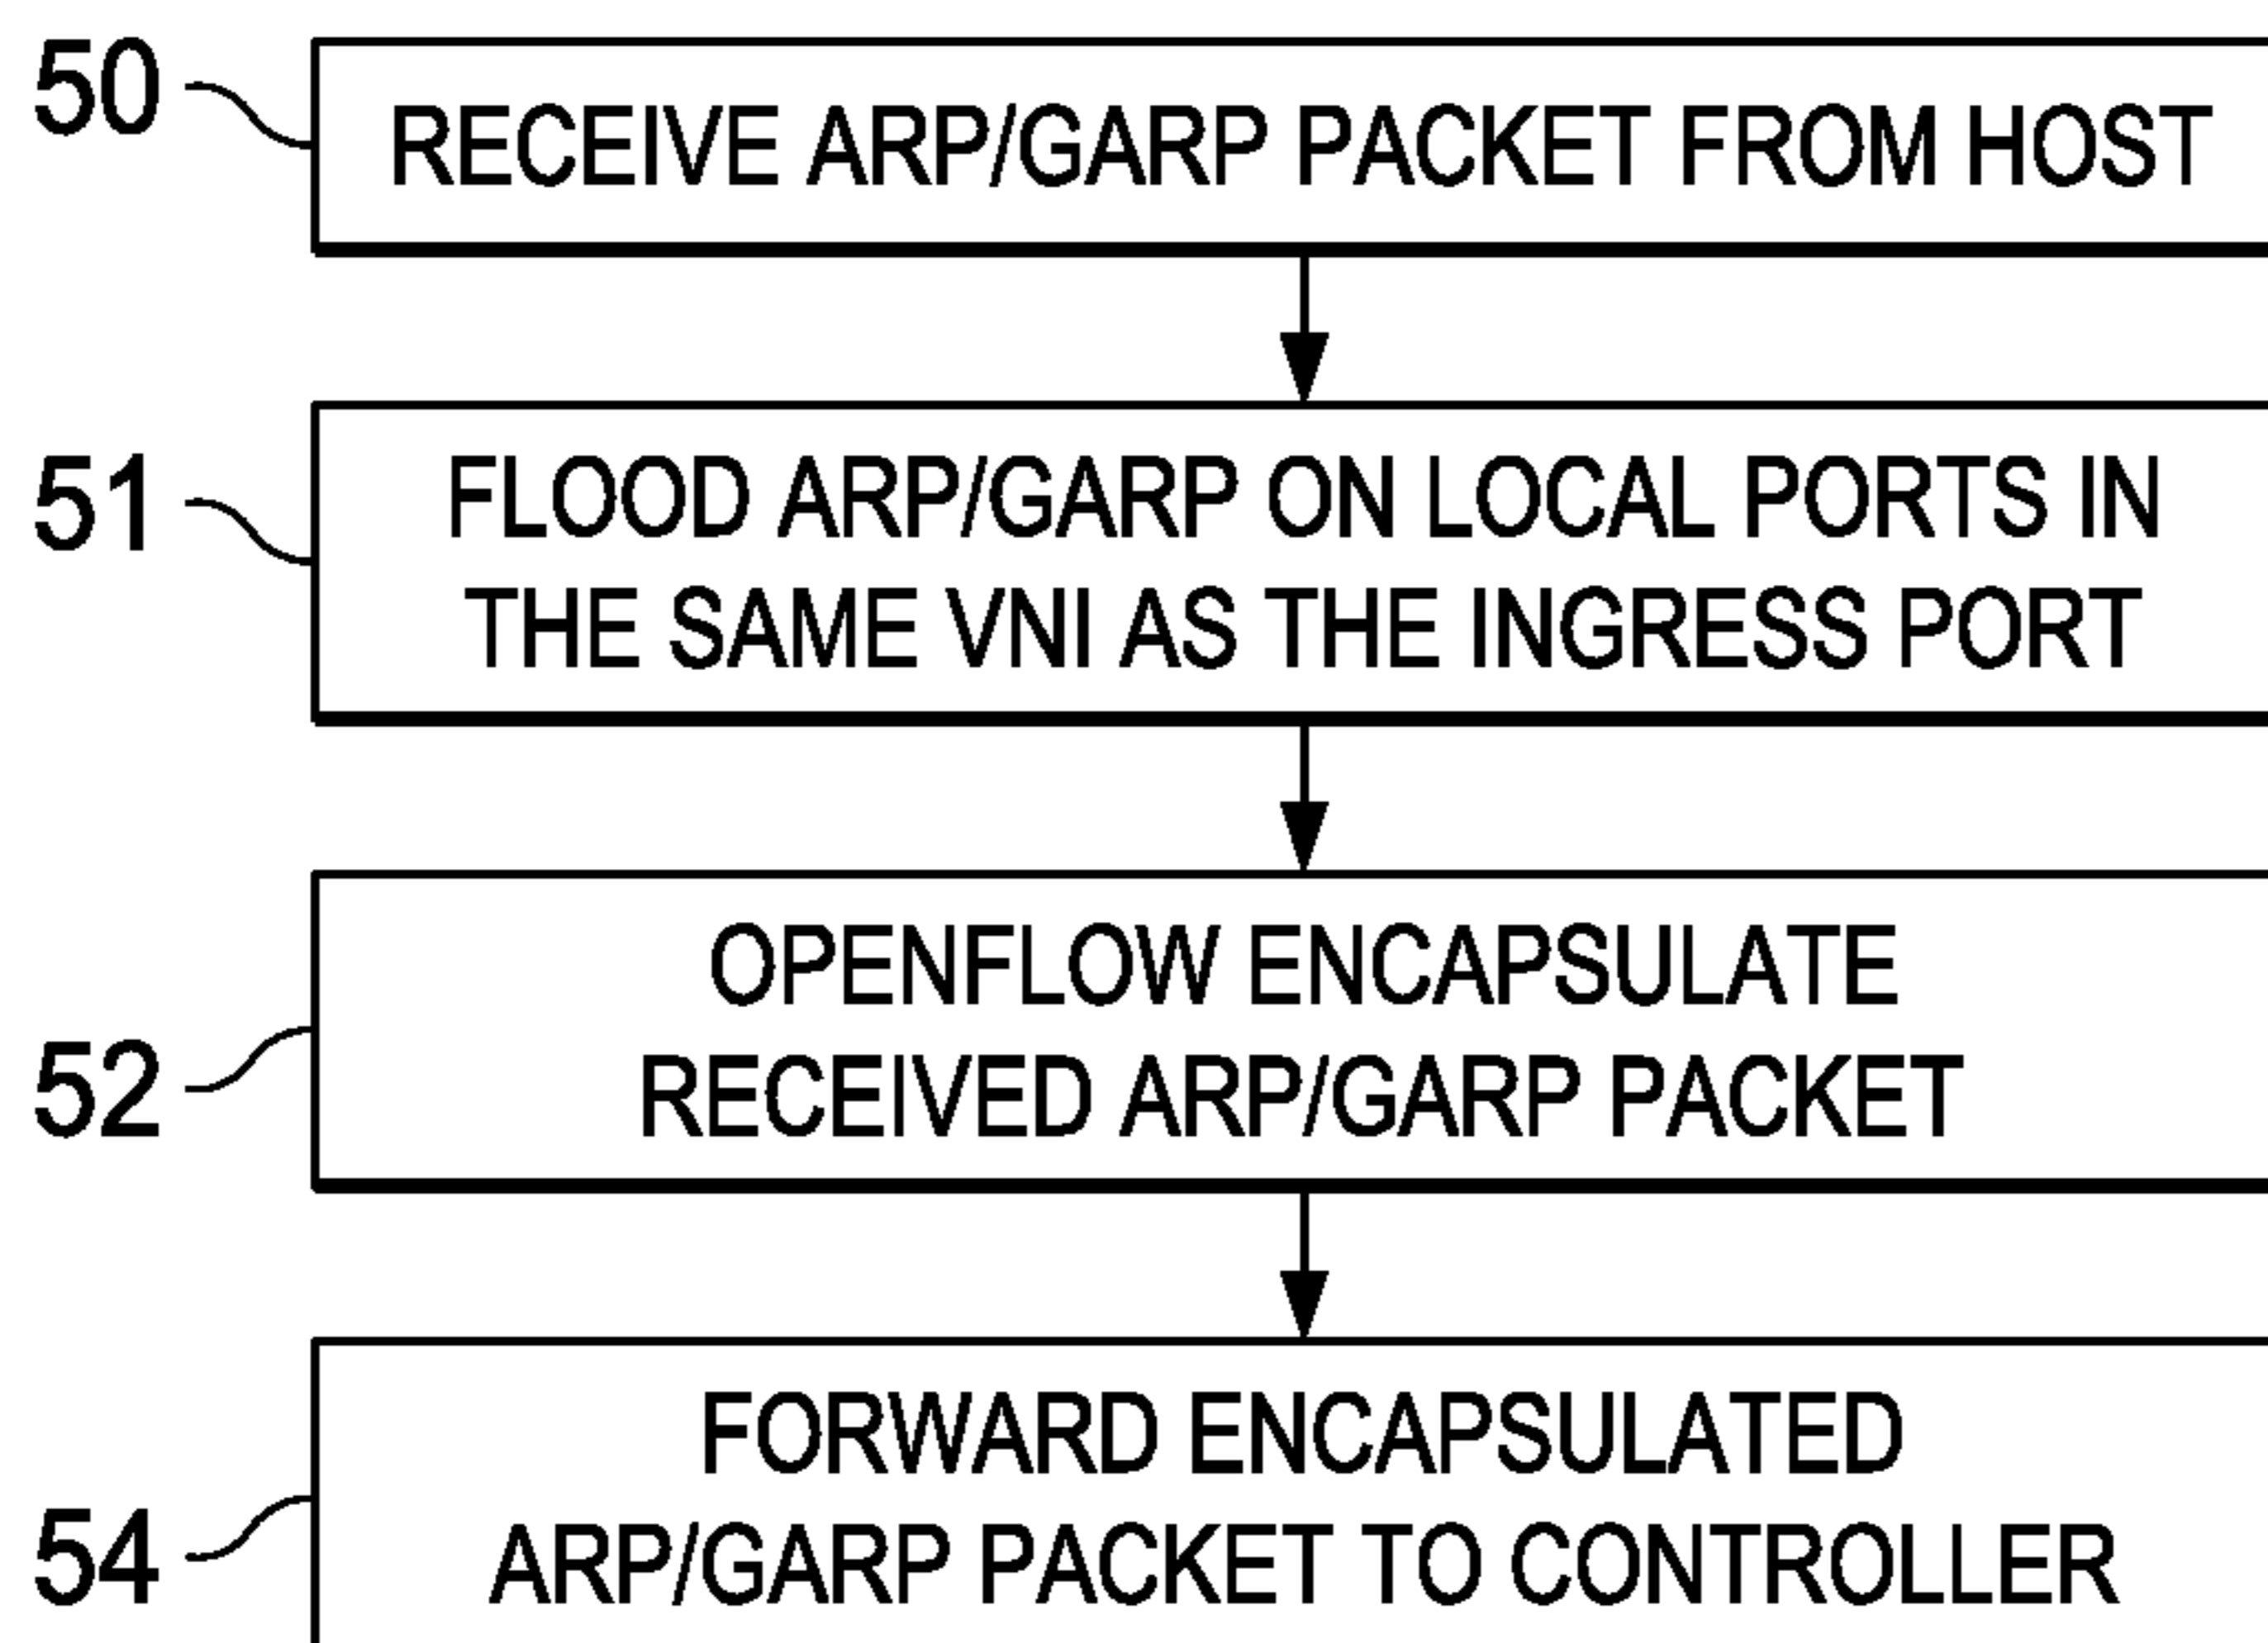 50
RECEIVE ARP/GARP PACKET FROM HOST
51
FLOOD ARP/GARP ON LOCAL PORTS IN
THE SAME VNI AS THE INGRESS PORT
52
OPENFLOW ENCAPSULATE
RECEIVED ARP/GARP PACKET
54
FORWARD ENCAPSULATED
ARP/GARP PACKET TO CONTROLLER